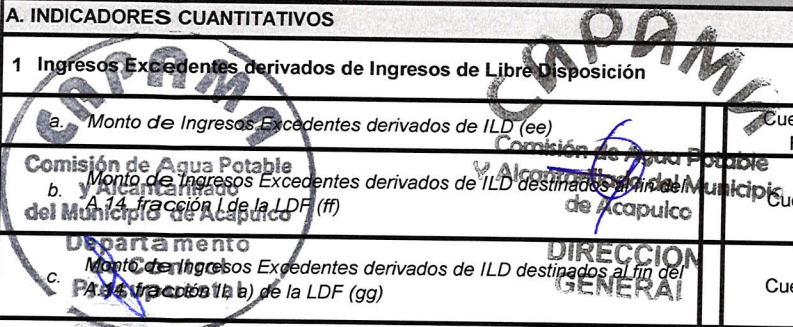 A. INDICADORES CUANTITATIVOS
1 Ingresos Excedentes derivados de Ingresos de Libre Disposición
CAPAMA
CAPAMA
a. Monto de Ingresos Excedentes derivados de ILD (ee)
Cue
Comisión de Agua Potable
y Alcantarillado
del Municipio de Acapulco
Departamento
Control
Presupuestal
Comisión de Agua Potable
y Alcantarillado del Municipio
de Acapulco
DIRECCION
GENERAL
b. Monto de Ingresos Excedentes derivados de ILD destinados al fin del
A.14, fracción I de la LDF (ff)
Cue
c. Monto de Ingresos Excedentes derivados de ILD destinados al fin del
A.14, fracción II, a) de la LDF (gg)
Cue